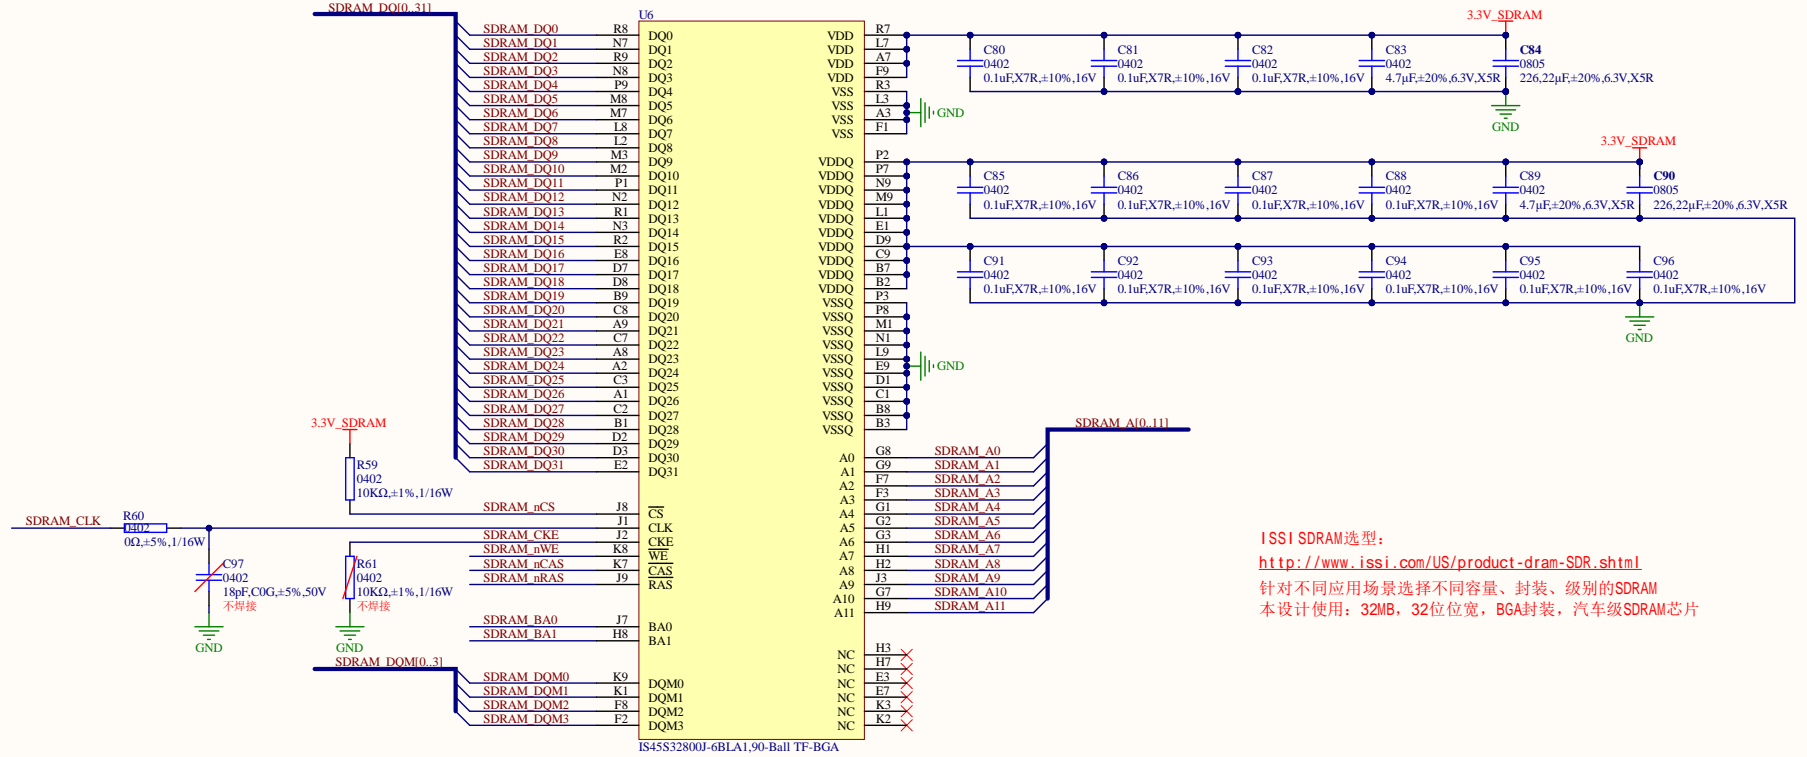 SDRAM_DQ[0..31]
U6
SDRAM_DQ0 R8 DQ0
SDRAM_DQ1 N7 DQ1
SDRAM_DQ2 R9 DQ2
SDRAM_DQ3 N8 DQ3
SDRAM_DQ4 P9 DQ4
SDRAM_DQ5 M8 DQ5
SDRAM_DQ6 M7 DQ6
SDRAM_DQ7 L8 DQ7
SDRAM_DQ8 L2 DQ8
SDRAM_DQ9 M3 DQ9
SDRAM_DQ10 M2 DQ10
SDRAM_DQ11 P1 DQ11
SDRAM_DQ12 N2 DQ12
SDRAM_DQ13 R1 DQ13
SDRAM_DQ14 N3 DQ14
SDRAM_DQ15 R2 DQ15
SDRAM_DQ16 E8 DQ16
SDRAM_DQ17 D7 DQ17
SDRAM_DQ18 D8 DQ18
SDRAM_DQ19 B9 DQ19
SDRAM_DQ20 C8 DQ20
SDRAM_DQ21 A9 DQ21
SDRAM_DQ22 C7 DQ22
SDRAM_DQ23 A8 DQ23
SDRAM_DQ24 A2 DQ24
SDRAM_DQ25 C3 DQ25
SDRAM_DQ26 A1 DQ26
SDRAM_DQ27 C2 DQ27
SDRAM_DQ28 B1 DQ28
SDRAM_DQ29 D2 DQ29
SDRAM_DQ30 D3 DQ30
SDRAM_DQ31 E2 DQ31
3.3V_SDRAM
R59
0402
10KΩ,±1%,1/16W
SDRAM_nCS J8 CS
SDRAM_CLK
R60
0402
0Ω,±5%,1/16W
J1 CLK
SDRAM_CKE J2 CKE
SDRAM_nWE K8 WE
SDRAM_nCAS K7 CAS
SDRAM_nRAS J9 RAS
C97
0402
18pF,C0G,±5%,50V
不焊接
GND
R61
0402
10KΩ,±1%,1/16W
不焊接
GND
SDRAM_BA0 J7 BA0
SDRAM_BA1 H8 BA1
SDRAM_DQM[0..3]
SDRAM_DQM0 K9 DQM0
SDRAM_DQM1 K1 DQM1
SDRAM_DQM2 F8 DQM2
SDRAM_DQM3 F2 DQM3
IS45S32800J-6BLA1,90-Ball TF-BGA
VDD R7
VDD L7
VDD A7
VDD F9
VSS R3
VSS L3
VSS A3
VSS F1
GND
VDDQ P2
VDDQ P7
VDDQ N9
VDDQ M9
VDDQ L1
VDDQ E1
VDDQ D9
VDDQ C9
VDDQ B7
VDDQ B2
VSSQ P3
VSSQ P8
VSSQ M1
VSSQ N1
VSSQ L9
VSSQ E9
VSSQ D1
VSSQ C1
VSSQ B8
VSSQ B3
GND
SDRAM_A[0..11]
A0 G8 SDRAM_A0
A1 G9 SDRAM_A1
A2 F7 SDRAM_A2
A3 F3 SDRAM_A3
A4 G1 SDRAM_A4
A5 G2 SDRAM_A5
A6 G3 SDRAM_A6
A7 H1 SDRAM_A7
A8 H2 SDRAM_A8
A9 J3 SDRAM_A9
A10 G7 SDRAM_A10
A11 H9 SDRAM_A11
NC H3
NC H7
NC E3
NC E7
NC K3
NC K2
3.3V_SDRAM
C80
0402
0.1uF,X7R,±10%,16V
C81
0402
0.1uF,X7R,±10%,16V
C82
0402
0.1uF,X7R,±10%,16V
C83
0402
4.7μF,±20%,6.3V,X5R
C84
0805
226,22μF,±20%,6.3V,X5R
GND
3.3V_SDRAM
C85
0402
0.1uF,X7R,±10%,16V
C86
0402
0.1uF,X7R,±10%,16V
C87
0402
0.1uF,X7R,±10%,16V
C88
0402
0.1uF,X7R,±10%,16V
C89
0402
4.7μF,±20%,6.3V,X5R
C90
0805
226,22μF,±20%,6.3V,X5R
C91
0402
0.1uF,X7R,±10%,16V
C92
0402
0.1uF,X7R,±10%,16V
C93
0402
0.1uF,X7R,±10%,16V
C94
0402
0.1uF,X7R,±10%,16V
C95
0402
0.1uF,X7R,±10%,16V
C96
0402
0.1uF,X7R,±10%,16V
GND
ISSI SDRAM选型:
http://www.issi.com/US/product-dram-SDR.shtml
针对不同应用场景选择不同容量、封装、级别的SDRAM
本设计使用：32MB，32位位宽，BGA封装，汽车级SDRAM芯片